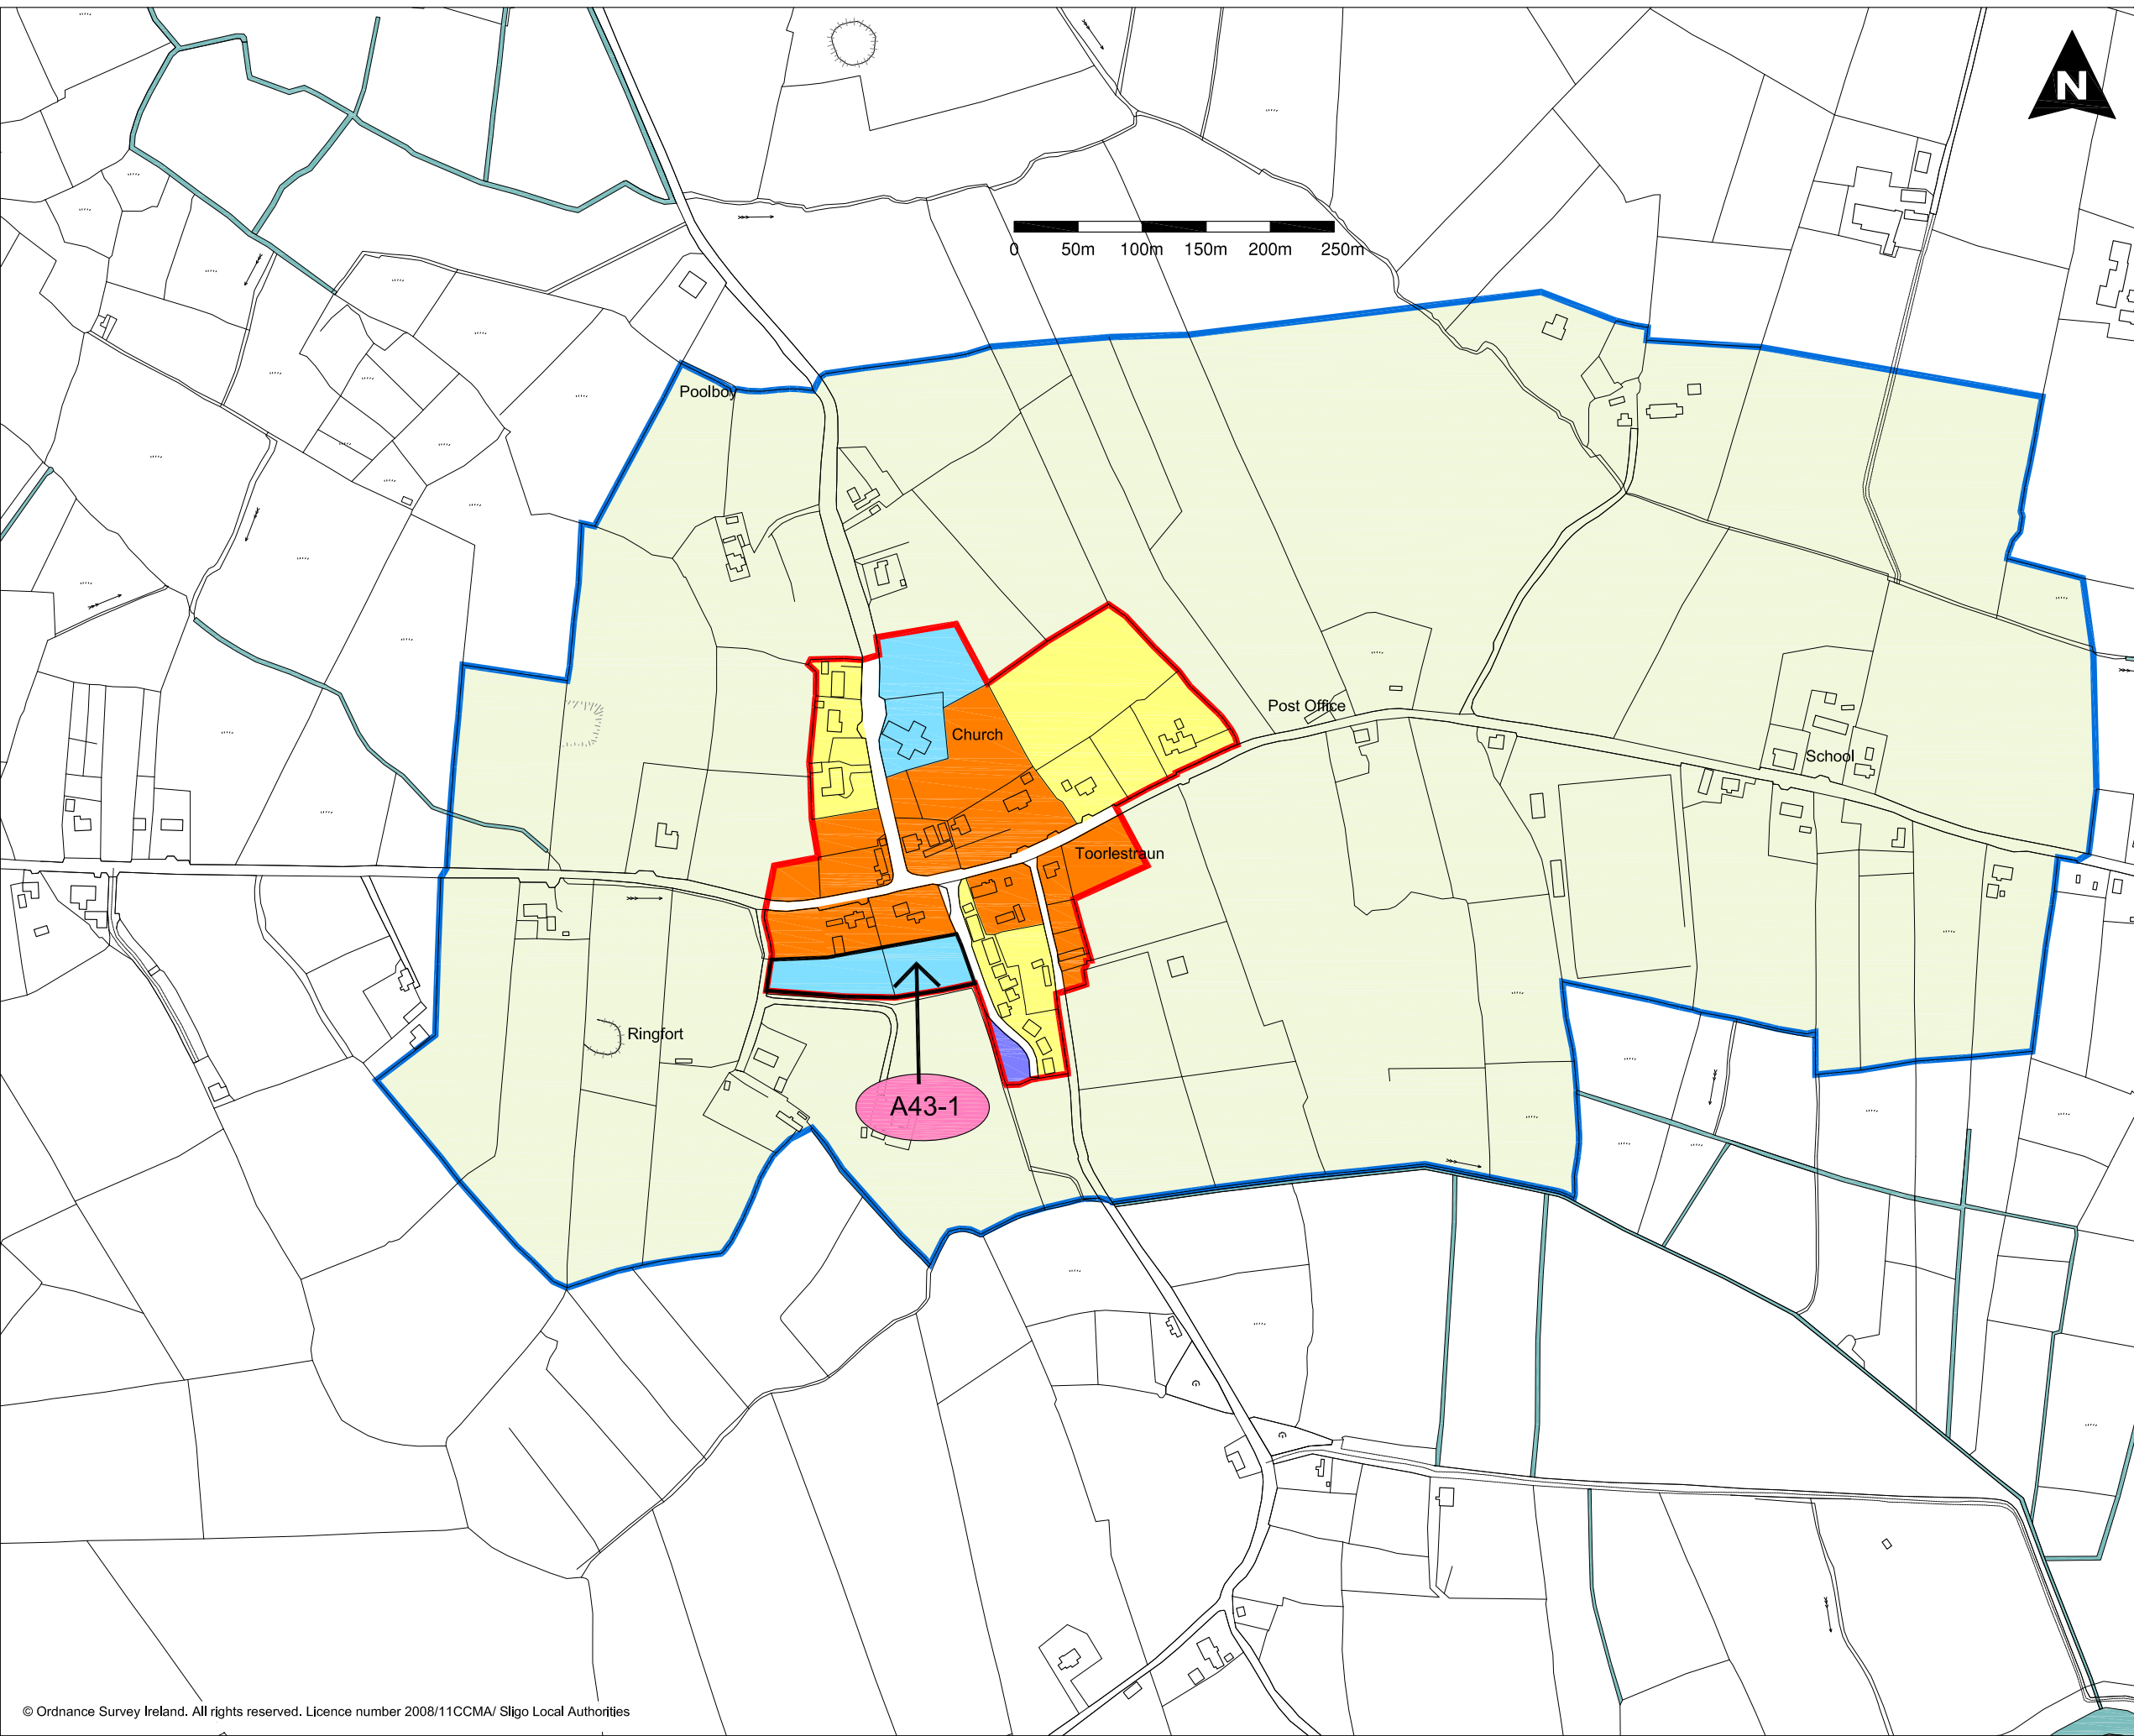 N
0 50m 100m 150m 200m 250m
Poolboy
Post Office
Church
School
Toorlestraun
Ringfort
A43-1
© Ordnance Survey Ireland. All rights reserved. Licence number 2008/11CCMA/ Sligo Local Authorities